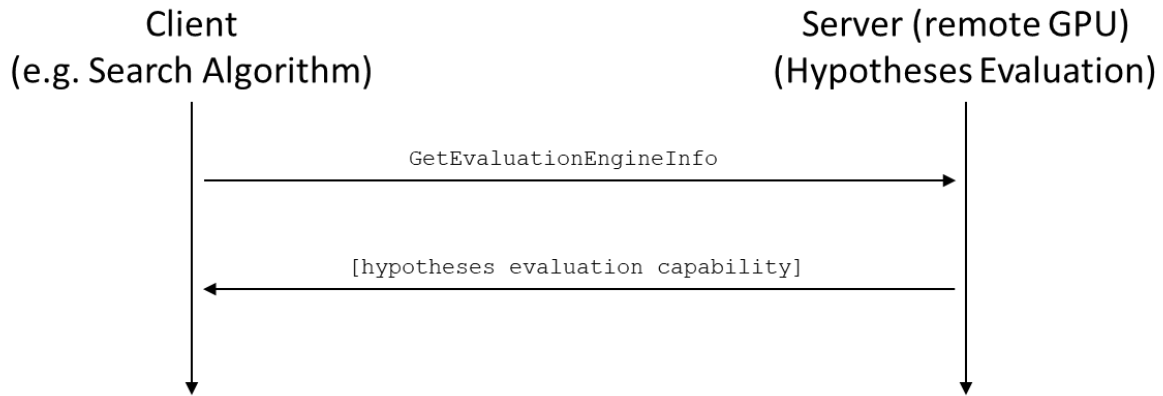 Client
(e.g. Search Algorithm)
Server (remote GPU)
(Hypotheses Evaluation)
GetEvaluationEngineInfo
[hypotheses evaluation capability]